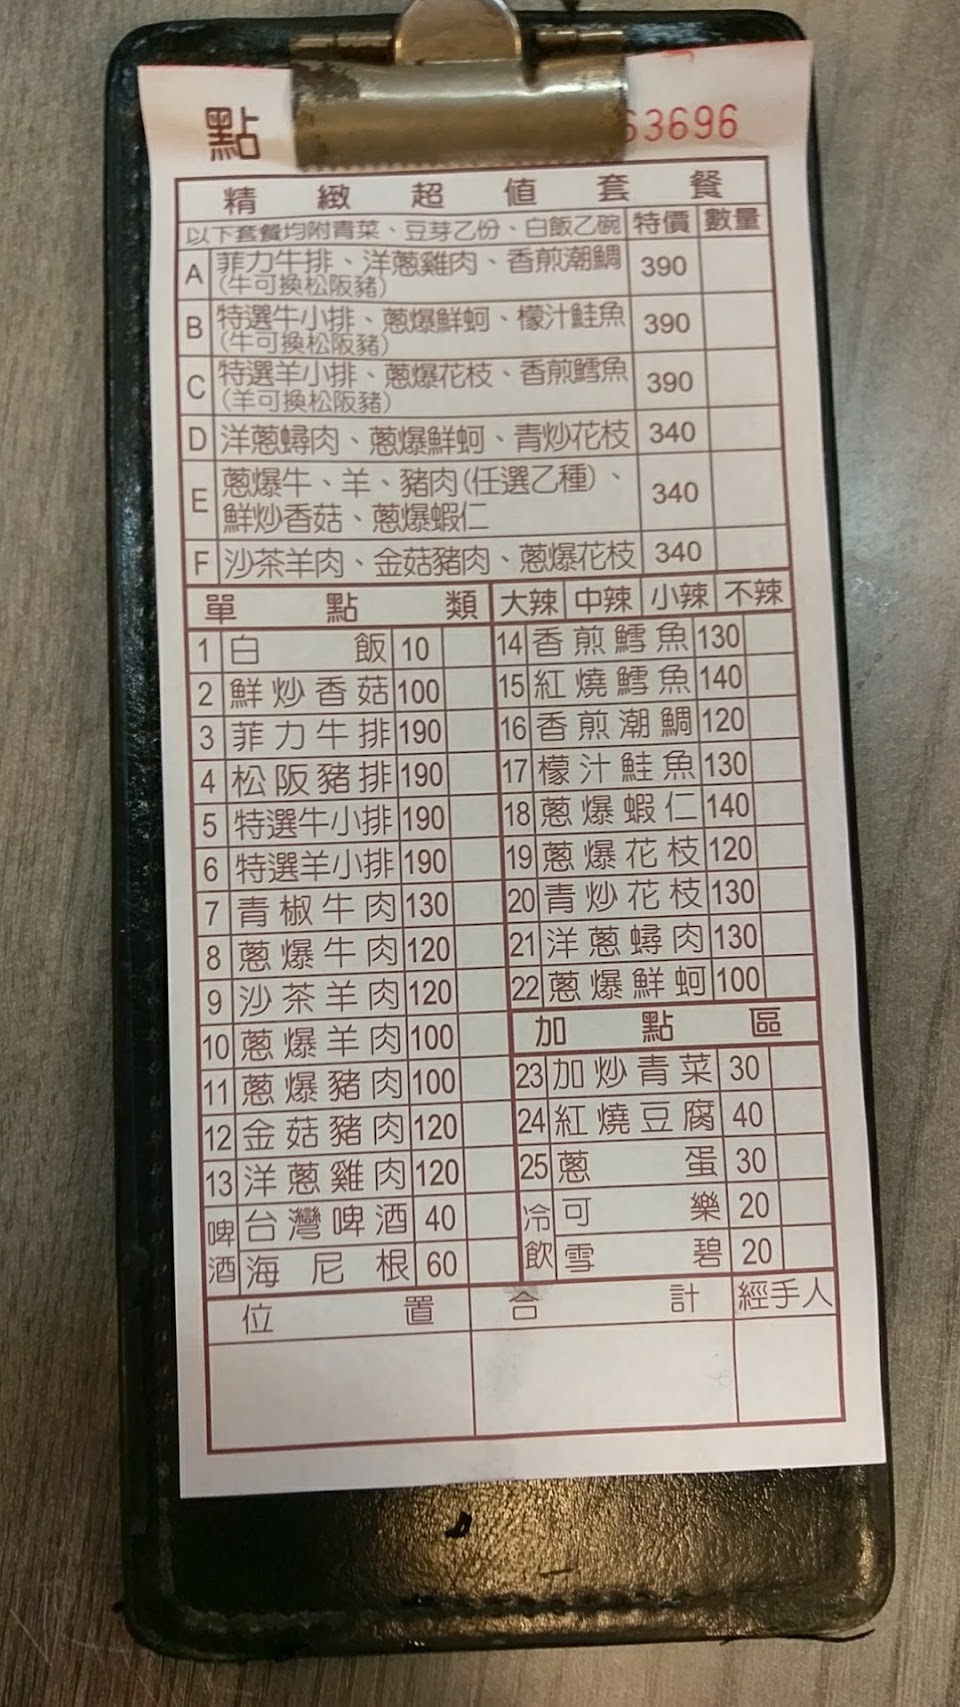 點 63696
精緻超值套餐
以下套餐均附青菜、豆芽乙份、白飯乙碗 特價 數量
A 菲力牛排、洋蔥雞肉、香煎潮鯛 390
(牛可換松阪豬)
B 特選牛小排、蔥爆鮮蚵、檬汁鮭魚 390
(牛可換松阪豬)
C 特選羊小排、蔥爆花枝、香煎鱈魚 390
(羊可換松阪豬)
D 洋蔥蟳肉、蔥爆鮮蚵、青炒花枝 340
E 蔥爆牛、羊、豬肉(任選乙種)、 340
鮮炒香菇、蔥爆蝦仁
F 沙茶羊肉、金菇豬肉、蔥爆花枝 340
單點類
1 白飯 10
2 鮮炒香菇 100
3 菲力牛排 190
4 松阪豬排 190
5 特選牛小排 190
6 特選羊小排 190
7 青椒牛肉 130
8 蔥爆牛肉 120
9 沙茶羊肉 120
10 蔥爆羊肉 100
11 蔥爆豬肉 100
12 金菇豬肉 120
13 洋蔥雞肉 120
啤酒 台灣啤酒 40
海尼根 60
大辣 中辣 小辣 不辣
14 香煎鱈魚 130
15 紅燒鱈魚 140
16 香煎潮鯛 120
17 檬汁鮭魚 130
18 蔥爆蝦仁 140
19 蔥爆花枝 120
20 青炒花枝 130
21 洋蔥蟳肉 130
22 蔥爆鮮蚵 100
加點區
23 加炒青菜 30
24 紅燒豆腐 40
25 蔥蛋 30
冷飲 可樂 20
雪碧 20
位置 合計 經手人